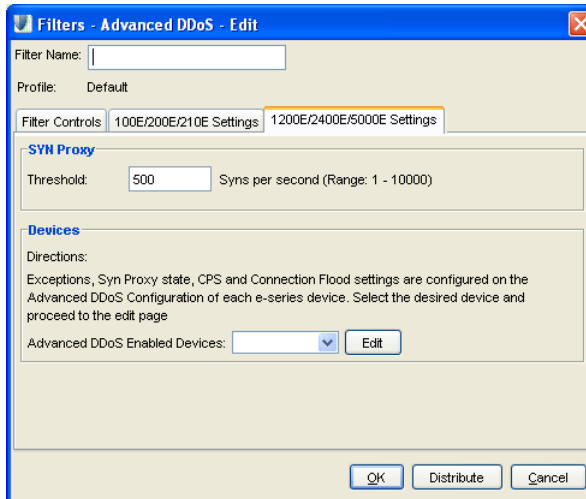 Filters - Advanced DDoS - Edit
Filter Name:
Profile: Default
Filter Controls 100E/200E/210E Settings 1200E/2400E/5000E Settings
SYN Proxy
Threshold: 500 Syns per second (Range: 1 - 10000)
Devices
Directions:
Exceptions, Syn Proxy state, CPS and Connection Flood settings are configured on the
Advanced DDoS Configuration of each e-series device. Select the desired device and
proceed to the edit page
Advanced DDoS Enabled Devices: Edit
OK Distribute Cancel